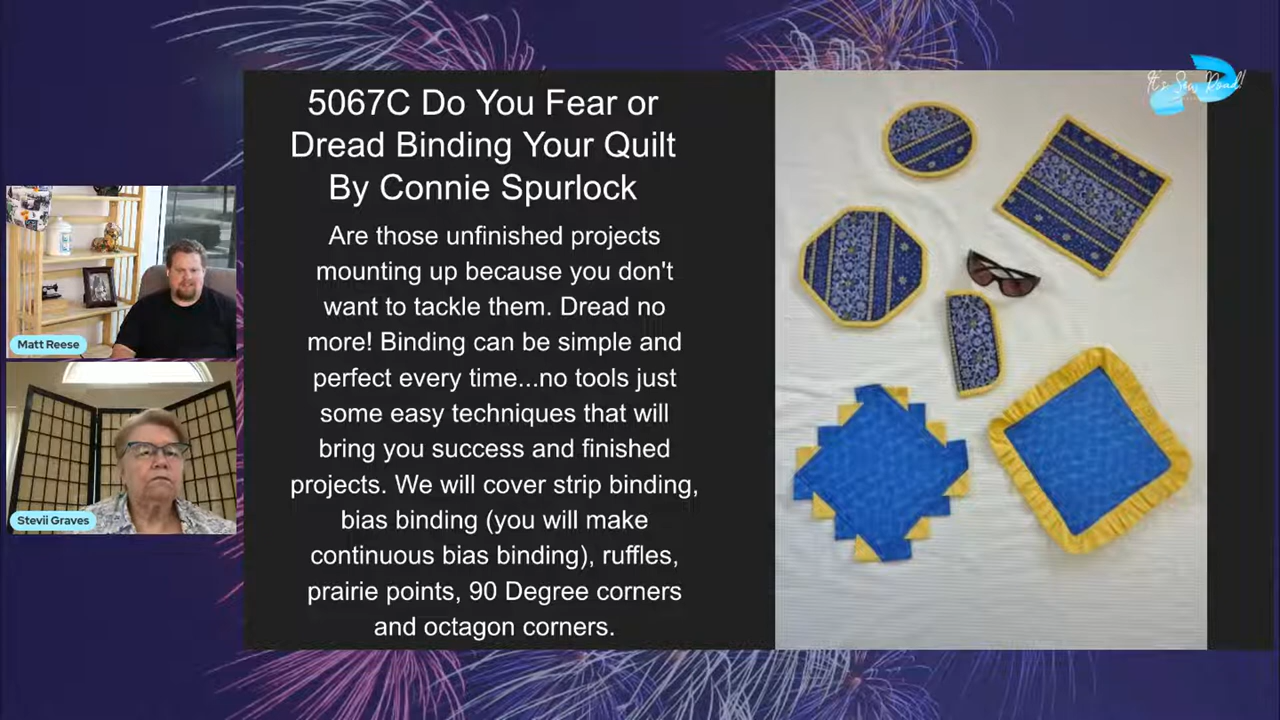 It's Sew Round!
5067C Do You Fear or
Dread Binding Your Quilt
By Connie Spurlock
Are those unfinished projects
mounting up because you don't
want to tackle them. Dread no
more! Binding can be simple and
perfect every time...no tools just
some easy techniques that will
bring you success and finished
projects. We will cover strip binding,
bias binding (you will make
continuous bias binding), ruffles,
prairie points, 90 Degree corners
and octagon corners.
Matt Reese
Stevii Graves